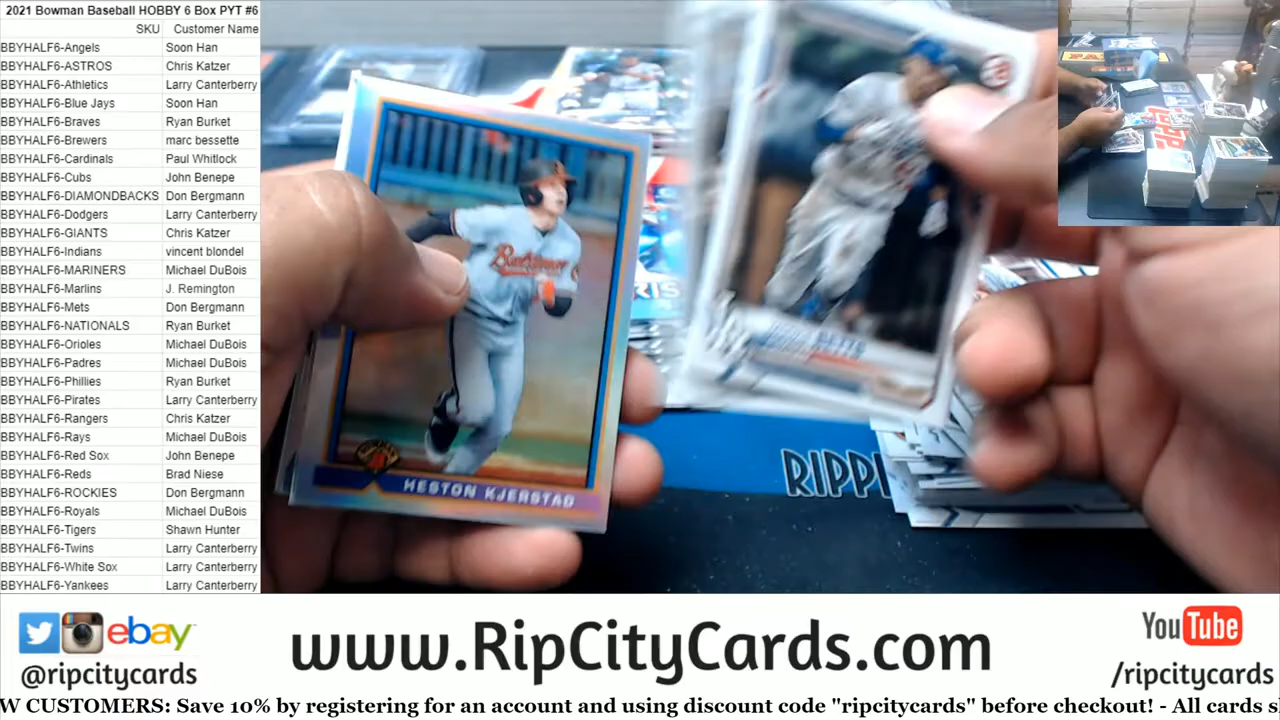 2021 Bowman Baseball HOBBY 6 Box PYT #6
SKU Customer Name
BBYHALF6-Angels Soon Han
BBYHALF6-ASTROS Chris Katzer
BBYHALF6-Athletics Larry Canterberry
BBYHALF6-Blue Jays Soon Han
BBYHALF6-Braves Ryan Burket
BBYHALF6-Brewers marc bessette
BBYHALF6-Cardinals Paul Whitlock
BBYHALF6-Cubs John Benepe
BBYHALF6-DIAMONDBACKS Don Bergmann
BBYHALF6-Dodgers Larry Canterberry
BBYHALF6-GIANTS Chris Katzer
BBYHALF6-Indians vincent blondel
BBYHALF6-MARINERS Michael DuBois
BBYHALF6-Marlins J. Remington
BBYHALF6-Mets Don Bergmann
BBYHALF6-NATIONALS Ryan Burket
BBYHALF6-Orioles Michael DuBois
BBYHALF6-Padres Michael DuBois
BBYHALF6-Phillies Ryan Burket
BBYHALF6-Pirates Larry Canterberry
BBYHALF6-Rangers Chris Katzer
BBYHALF6-Rays Michael DuBois
BBYHALF6-Red Sox John Benepe
BBYHALF6-Reds Brad Niese
BBYHALF6-ROCKIES Don Bergmann
BBYHALF6-Royals Michael DuBois
BBYHALF6-Tigers Shawn Hunter
BBYHALF6-Twins Larry Canterberry
BBYHALF6-White Sox Larry Canterberry
BBYHALF6-Yankees Larry Canterberry
Baltimore
HESTON KJERSTAD
RIPPI
ebay
@ripcitycards
www.RipCityCards.com
YouTube
/ripcitycards
W CUSTOMERS: Save 10% by registering for an account and using discount code "ripcitycards" before checkout! - All cards s